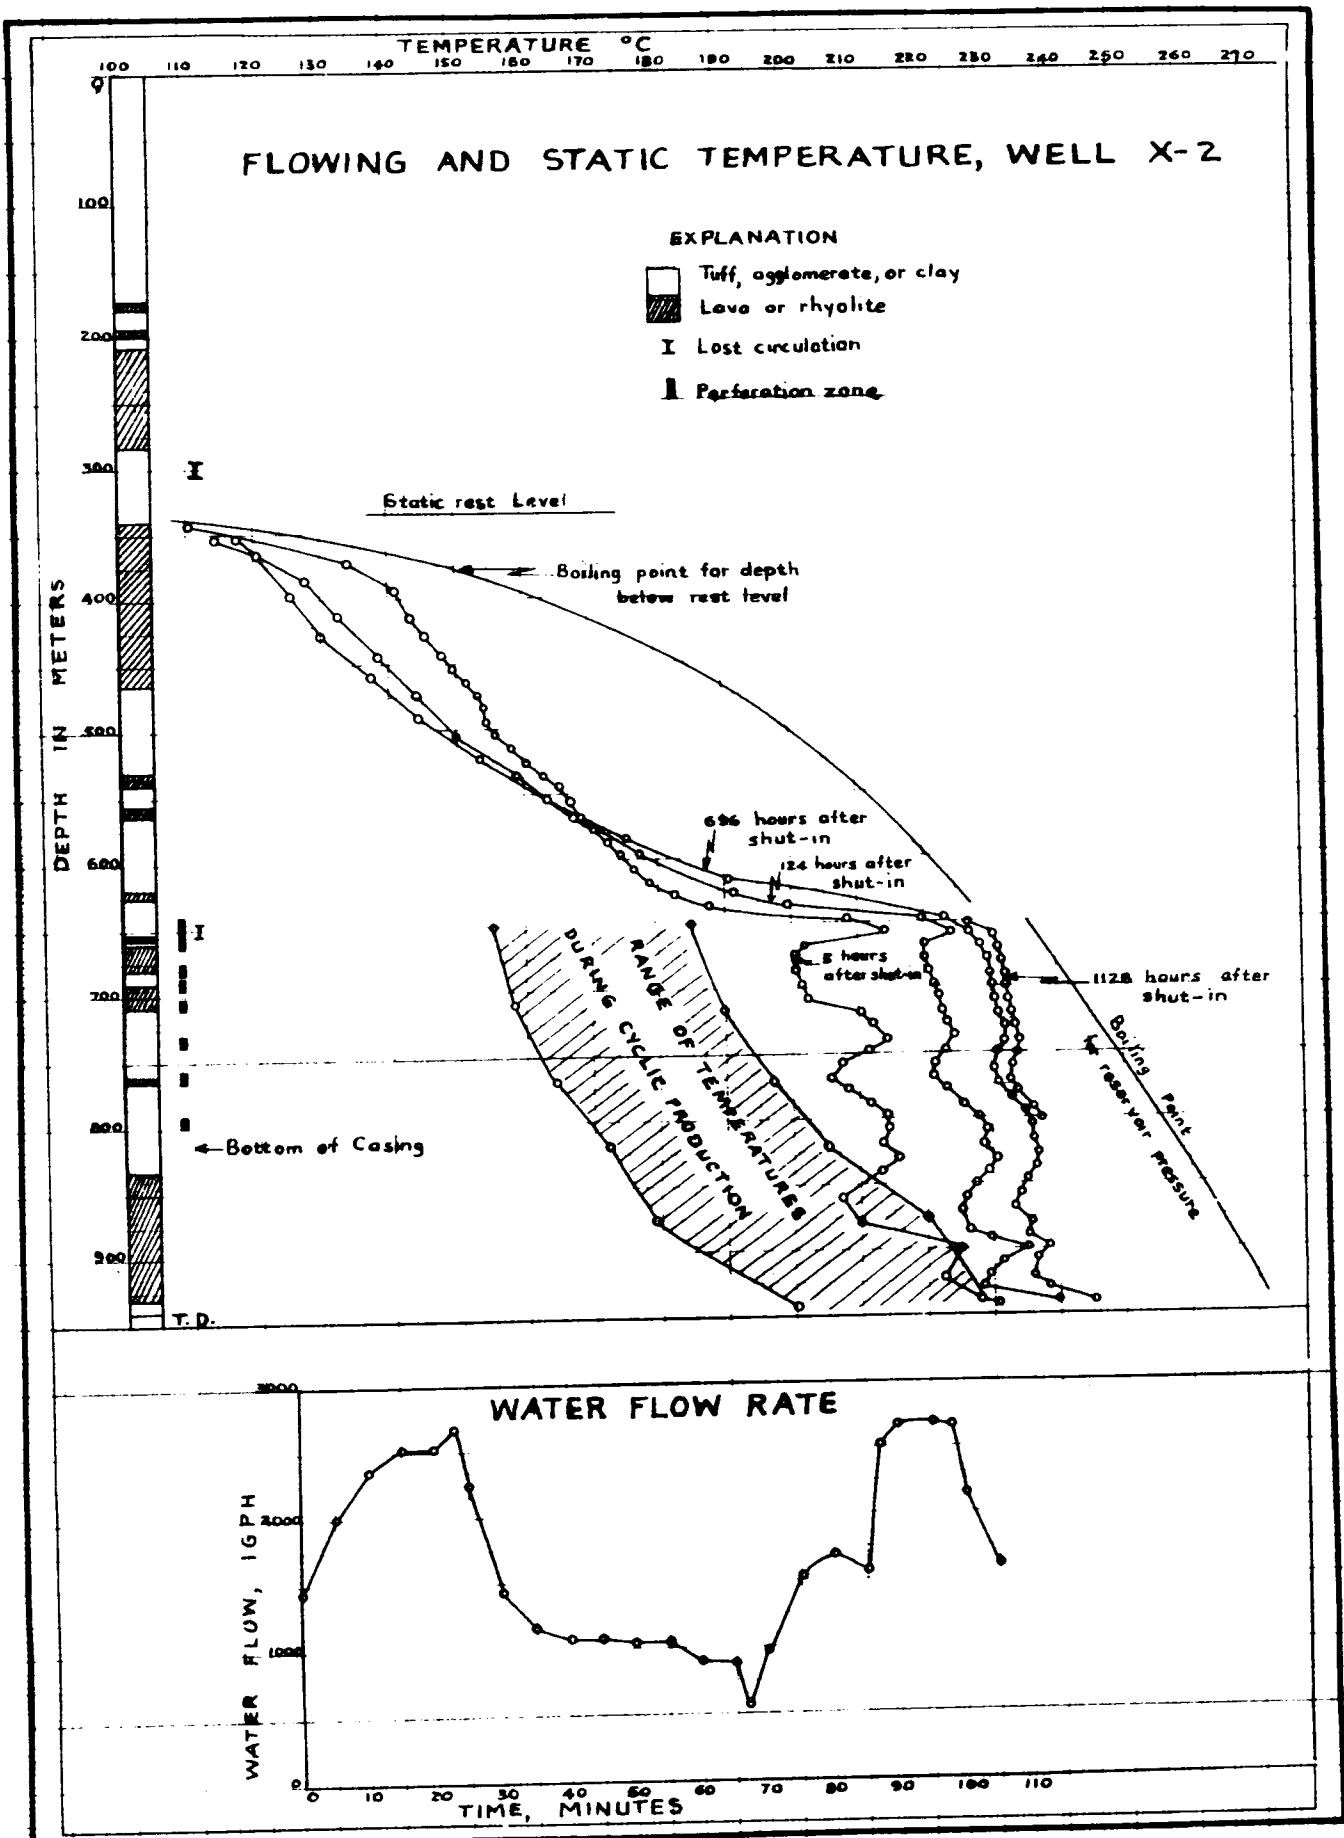 TEMPERATURE °C
100 110 120 130 140 150 160 170 180 190 200 210 220 230 240 250 260 270
0
FLOWING AND STATIC TEMPERATURE, WELL X-2
100
EXPLANATION
Tuff, agglomerate, or clay
Lava or rhyolite
200
I Lost circulation
Perforation zone
300
Static rest Level
Boiling point for depth
below rest level
400
DEPTH IN METERS
500
hours after
shut-in
600
124 hours after
shut-in
8 hours
after shut-in
1128 hours after
shut-in
700
RANGE OF TEMPERATURES
DURING CYCLIC PRODUCTION
Boiling Point
for reservoir pressure
800
Bottom of Casing
900
T.D.
WATER FLOW RATE
3000
2000
1000
0
WATER FLOW, IGPH
0 10 20 30 40 50 60 70 80 90 100 110
TIME, MINUTES